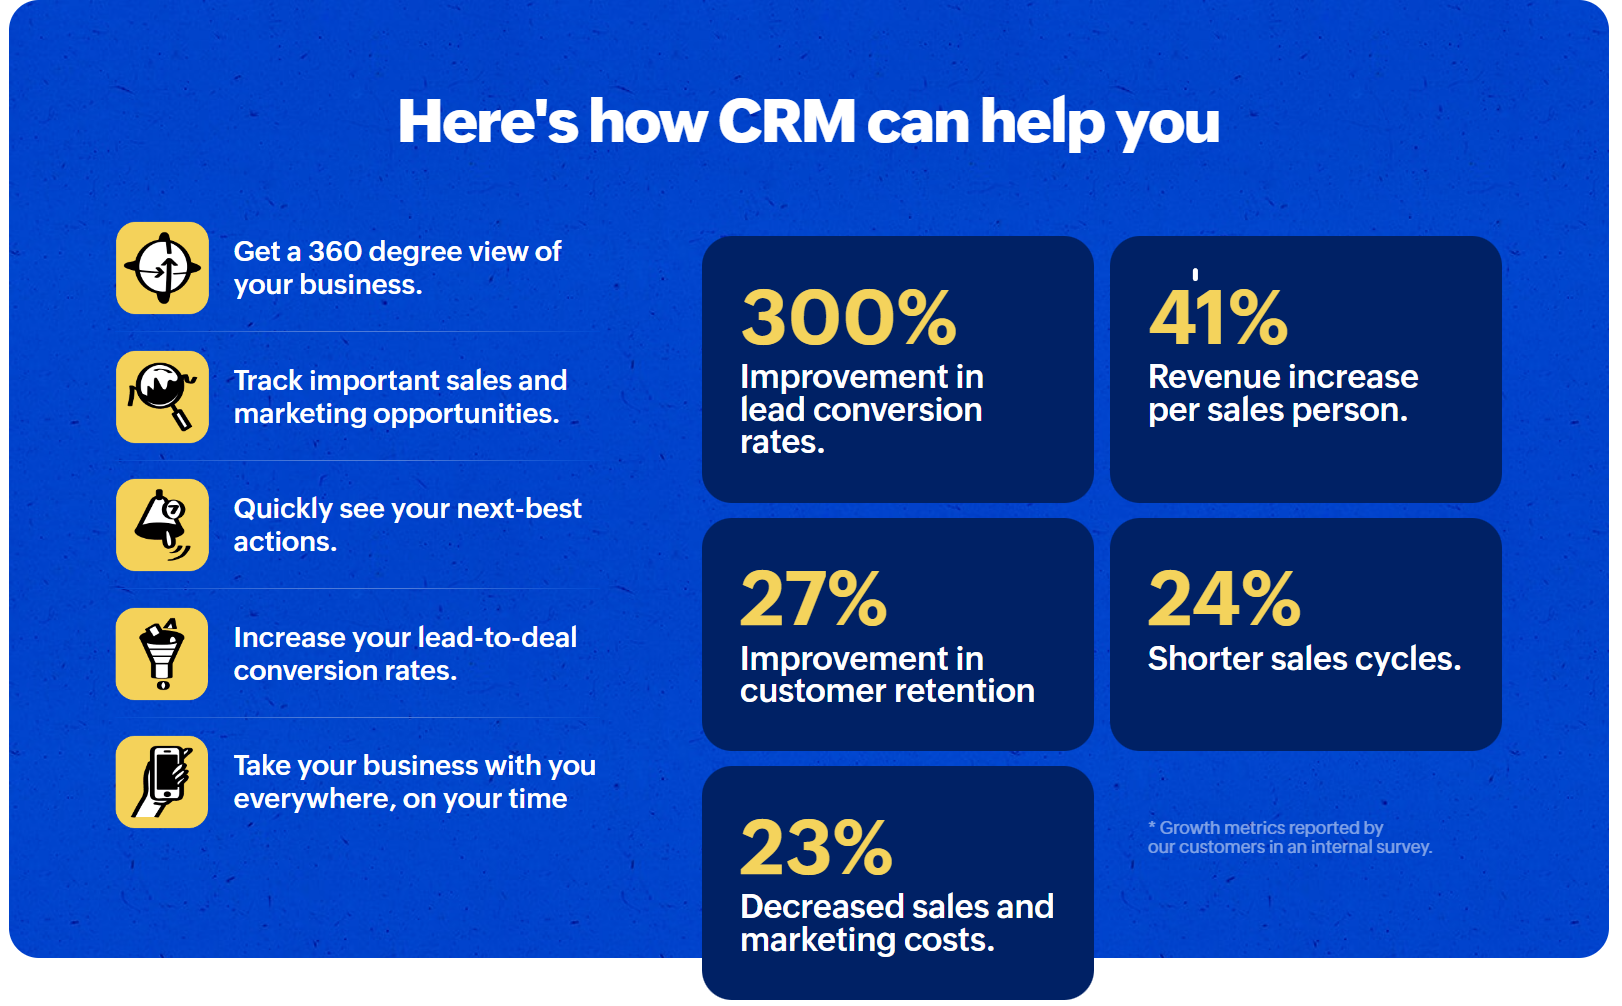 Here's how CRM can help you
Get a 360 degree view of
your business.
Track important sales and
marketing opportunities.
Quickly see your next-best
actions.
Increase your lead-to-deal
conversion rates.
Take your business with you
everywhere, on your time
300%
Improvement in
lead conversion
rates.
41%
Revenue increase
per sales person.
27%
Improvement in
customer retention
24%
Shorter sales cycles.
23%
Decreased sales and
marketing costs.
* Growth metrics reported by
our customers in an internal survey.